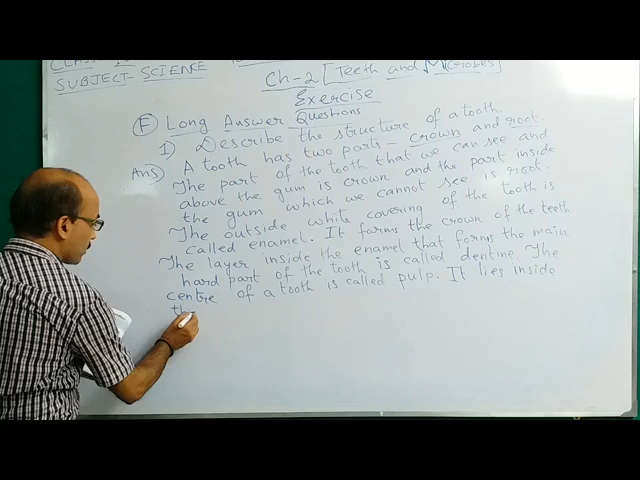 SUBJECT-SCIENCE
Ch-2 [Teeth and Microbes]
Exercise
(F) Long Answer Questions
1) Describe the structure of a tooth.
Ans) A tooth has two parts - crown and root.
The part of the tooth that we can see and
above the gum is crown and the part inside
the gum which we cannot see is root.
The outside white covering of the tooth is
called enamel. It forms the crown of the teeth
The layer inside the enamel that forms the main
hard part of the tooth is called dentine. The
centre of a tooth is called pulp. It lies inside
th